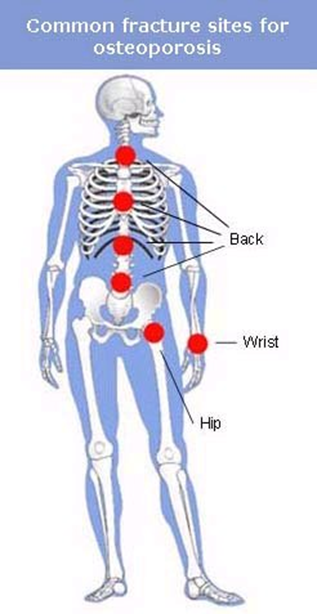 Common fracture sites for
osteoporosis
Back
Wrist
Hip